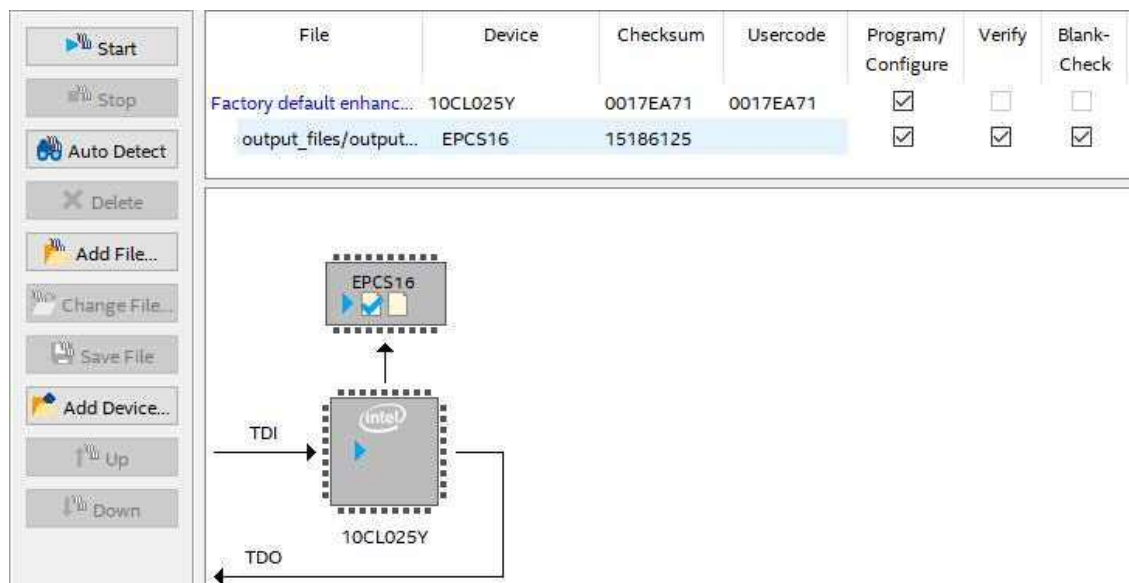 Start
Stop
Auto Detect
Delete
Add File...
Change File...
Save File
Add Device...
Up
Down
File Device Checksum Usercode Program/ Configure Verify Blank- Check
Factory default enhanc... 10CL025Y 0017EA71 0017EA71
output_files/output... EPCS16 15186125
EPCS16
intel
TDI
10CL025Y
TDO